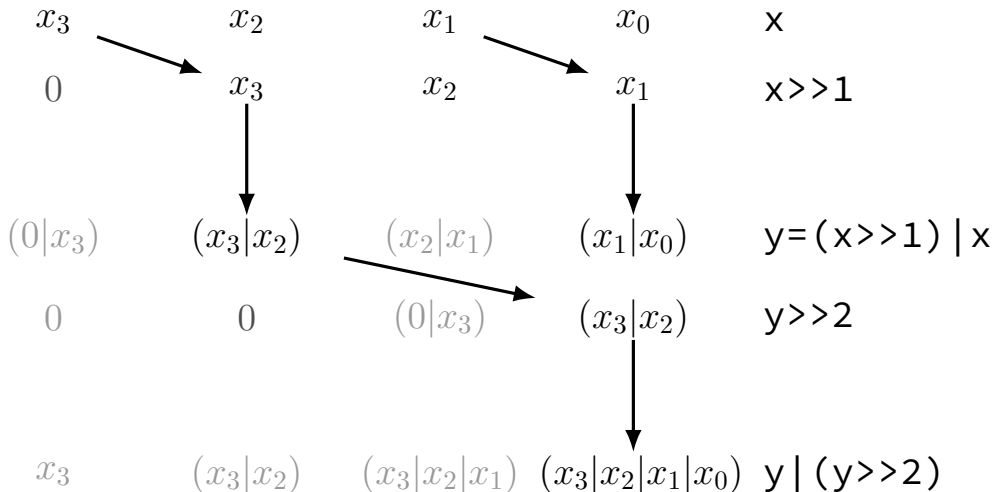 x₃ x₂ x₁ x₀ x
0 x₃ x₂ x₁ x>>1
(0|x₃) (x₃|x₂) (x₂|x₁) (x₁|x₀) y=(x>>1)|x
0 0 (0|x₃) (x₃|x₂) y>>2
x₃ (x₃|x₂) (x₃|x₂|x₁) (x₃|x₂|x₁|x₀) y|(y>>2)